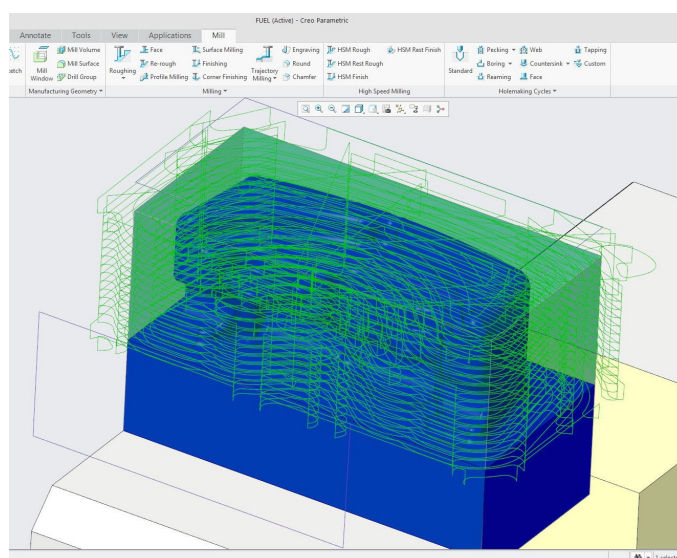 FUEL (Active) - Creo Parametric
Annotate Tools View Applications Mill
Mill Volume Face Surface Milling Engraving HSM Rough HSM Rest Finish Pecking Web Tapping
Mill Surface Re-rough Finishing Round HSM Rest Rough Boring Countersink Custom
Mill Window Drill Group Roughing Profile Milling Corner Finishing Trajectory Milling Chamfer HSM Finish Standard Reaming Face
Manufacturing Geometry Milling High Speed Milling Holemaking Cycles